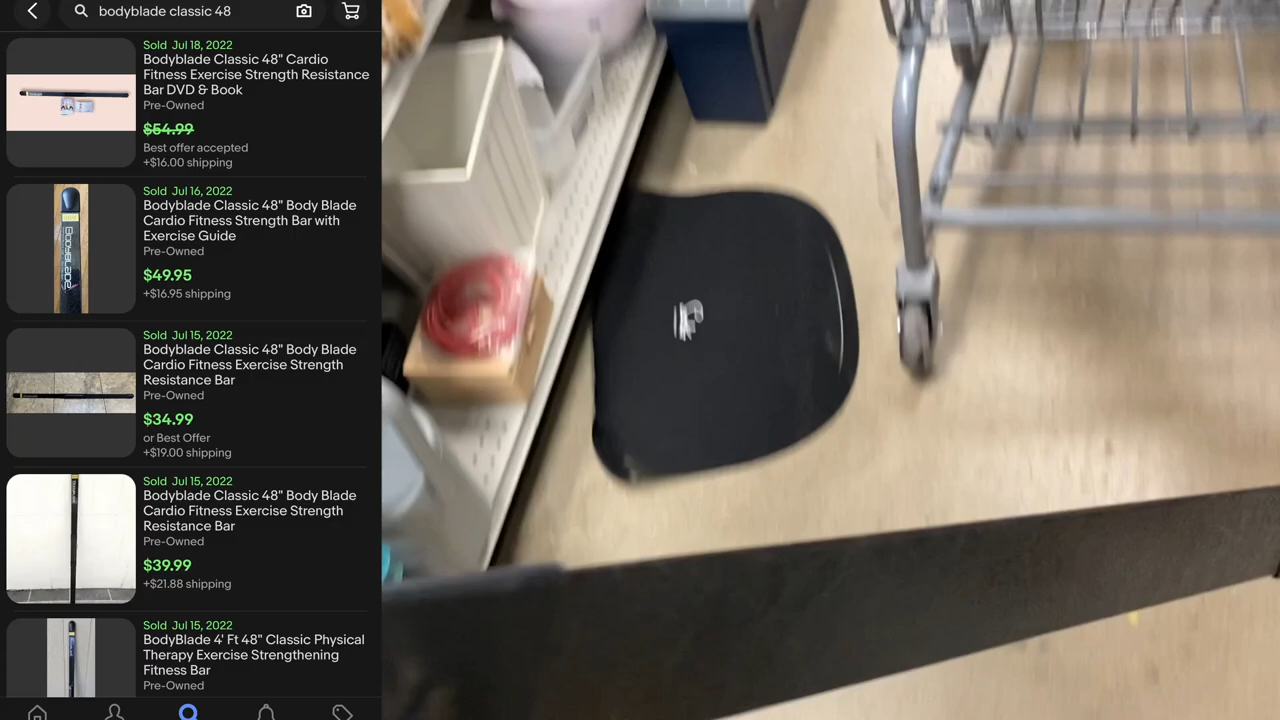 bodyblade classic 48
Sold Jul 18, 2022
Bodyblade Classic 48" Cardio
Fitness Exercise Strength Resistance
Bar DVD & Book
Pre-Owned
$54.99
Best offer accepted
+$16.00 shipping
Sold Jul 16, 2022
Bodyblade Classic 48" Body Blade
Cardio Fitness Strength Bar with
Exercise Guide
Pre-Owned
$49.95
+$16.95 shipping
Bodyblade
Sold Jul 15, 2022
Bodyblade Classic 48" Body Blade
Cardio Fitness Exercise Strength
Resistance Bar
Pre-Owned
$34.99
or Best Offer
+$19.00 shipping
Sold Jul 15, 2022
Bodyblade Classic 48" Body Blade
Cardio Fitness Exercise Strength
Resistance Bar
Pre-Owned
$39.99
+$21.88 shipping
Sold Jul 15, 2022
BodyBlade 4' Ft 48" Classic Physical
Therapy Exercise Strengthening
Fitness Bar
Pre-Owned